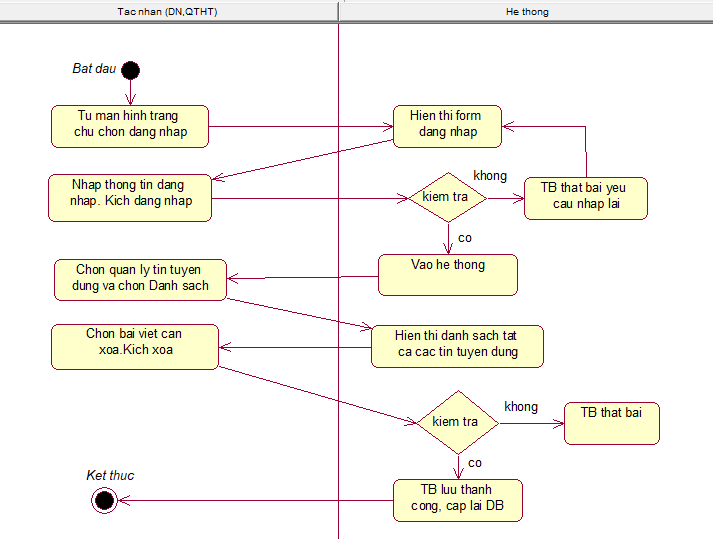 Tac nhan (DN,QTHT)
He thong
Bat dau
Tu man hinh trang
chu chon dang nhap
Hien thi form
dang nhap
Nhap thong tin dang
nhap. Kich dang nhap
kiem tra
khong
TB that bai yeu
cau nhap lai
co
Vao he thong
Chon quan ly tin tuyen
dung va chon Danh sach
Hien thi danh sach tat
ca cac tin tuyen dung
Chon bai viet can
xoa.Kich xoa
kiem tra
khong
TB that bai
co
TB luu thanh
cong, cap lai DB
Ket thuc